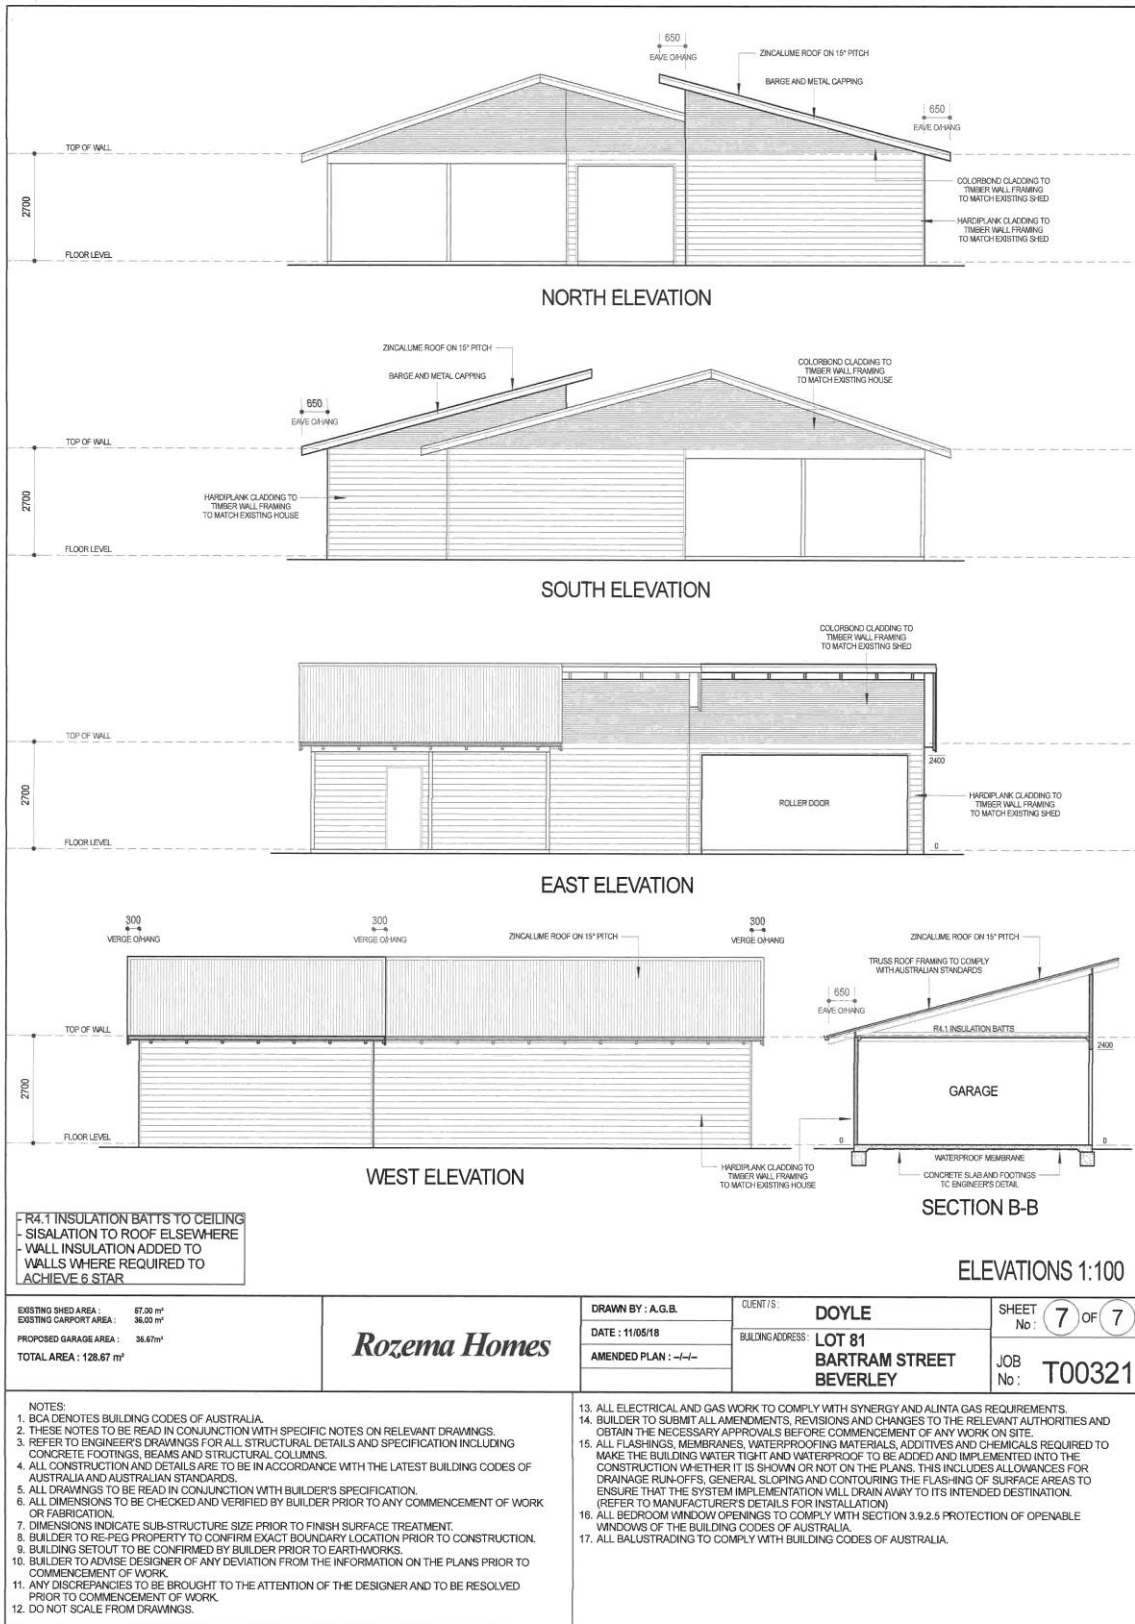 650
EAVE O/HANG
ZINCALUME ROOF ON 15° PITCH
BARGE AND METAL CAPPING
650
EAVE O/HANG
TOP OF WALL
2700
COLORBOND CLADDING TO
TIMBER WALL FRAMING
TO MATCH EXISTING SHED
HARDIPLANK CLADDING TO
TIMBER WALL FRAMING
TO MATCH EXISTING SHED
FLOOR LEVEL
NORTH ELEVATION
ZINCALUME ROOF ON 15° PITCH
COLORBOND CLADDING TO
TIMBER WALL FRAMING
TO MATCH EXISTING HOUSE
BARGE AND METAL CAPPING
650
EAVE O/HANG
TOP OF WALL
2700
HARDIPLANK CLADDING TO
TIMBER WALL FRAMING
TO MATCH EXISTING HOUSE
FLOOR LEVEL
SOUTH ELEVATION
COLORBOND CLADDING TO
TIMBER WALL FRAMING
TO MATCH EXISTING SHED
TOP OF WALL
2400
2700
ROLLER DOOR
HARDIPLANK CLADDING TO
TIMBER WALL FRAMING
TO MATCH EXISTING SHED
FLOOR LEVEL
0
EAST ELEVATION
300
VERGE O/HANG
300
VERGE O/HANG
ZINCALUME ROOF ON 15° PITCH
300
VERGE O/HANG
TOP OF WALL
2700
FLOOR LEVEL
HARDIPLANK CLADDING TO
TIMBER WALL FRAMING
TO MATCH EXISTING HOUSE
WEST ELEVATION
ZINCALUME ROOF ON 15° PITCH
TRUSS ROOF FRAMING TO COMPLY
WITH AUSTRALIAN STANDARDS
650
EAVE O/HANG
R4.1 INSULATION BATTS
2400
GARAGE
0
0
WATERPROOF MEMBRANE
CONCRETE SLAB AND FOOTINGS
TC ENGINEER'S DETAIL
SECTION B-B
- R4.1 INSULATION BATTS TO CEILING
- SISALATION TO ROOF ELSEWHERE
- WALL INSULATION ADDED TO
WALLS WHERE REQUIRED TO
ACHIEVE 6 STAR
ELEVATIONS 1:100
EXISTING SHED AREA : 57.00 m²
EXISTING CARPORT AREA : 36.00 m²
PROPOSED GARAGE AREA : 35.67m²
TOTAL AREA : 128.67 m²
Rozema Homes
DRAWN BY : A.G.B.
DATE : 11/05/18
AMENDED PLAN : --/--/--
CLIENT/S : DOYLE
BUILDING ADDRESS : LOT 81
BARTRAM STREET
BEVERLEY
SHEET No : 7 OF 7
JOB No : T00321
NOTES:
1. BCA DENOTES BUILDING CODES OF AUSTRALIA.
2. THESE NOTES TO BE READ IN CONJUNCTION WITH SPECIFIC NOTES ON RELEVANT DRAWINGS.
3. REFER TO ENGINEER'S DRAWINGS FOR ALL STRUCTURAL DETAILS AND SPECIFICATION INCLUDING
CONCRETE FOOTINGS, BEAMS AND STRUCTURAL COLUMNS.
4. ALL CONSTRUCTION AND DETAILS ARE TO BE IN ACCORDANCE WITH THE LATEST BUILDING CODES OF
AUSTRALIA AND AUSTRALIAN STANDARDS.
5. ALL DRAWINGS TO BE READ IN CONJUNCTION WITH BUILDER'S SPECIFICATION.
6. ALL DIMENSIONS TO BE CHECKED AND VERIFIED BY BUILDER PRIOR TO ANY COMMENCEMENT OF WORK
OR FABRICATION.
7. DIMENSIONS INDICATE SUB-STRUCTURE SIZE PRIOR TO FINISH SURFACE TREATMENT.
8. BUILDER TO RE-PEG PROPERTY TO CONFIRM EXACT BOUNDARY LOCATION PRIOR TO CONSTRUCTION.
9. BUILDING SETOUT TO BE CONFIRMED BY BUILDER PRIOR TO EARTHWORKS.
10. BUILDER TO ADVISE DESIGNER OF ANY DEVIATION FROM THE INFORMATION ON THE PLANS PRIOR TO
COMMENCEMENT OF WORK.
11. ANY DISCREPANCIES TO BE BROUGHT TO THE ATTENTION OF THE DESIGNER AND TO BE RESOLVED
PRIOR TO COMMENCEMENT OF WORK.
12. DO NOT SCALE FROM DRAWINGS.
13. ALL ELECTRICAL AND GAS WORK TO COMPLY WITH SYNERGY AND ALINTA GAS REQUIREMENTS.
14. BUILDER TO SUBMIT ALL AMENDMENTS, REVISIONS AND CHANGES TO THE RELEVANT AUTHORITIES AND
OBTAIN THE NECESSARY APPROVALS BEFORE COMMENCEMENT OF ANY WORK ON SITE.
15. ALL FLASHINGS, MEMBRANES, WATERPROOFING MATERIALS, ADDITIVES AND CHEMICALS REQUIRED TO
MAKE THE BUILDING WATER TIGHT AND WATERPROOF TO BE ADDED AND IMPLEMENTED INTO THE
CONSTRUCTION WHETHER IT IS SHOWN OR NOT ON THE PLANS. THIS INCLUDES ALLOWANCES FOR
DRAINAGE RUN-OFFS, GENERAL SLOPING AND CONTOURING THE FLASHING OF SURFACE AREAS TO
ENSURE THAT THE SYSTEM IMPLEMENTATION WILL DRAIN AWAY TO ITS INTENDED DESTINATION.
(REFER TO MANUFACTURER'S DETAILS FOR INSTALLATION)
16. ALL BEDROOM WINDOW OPENINGS TO COMPLY WITH SECTION 3.9.2.5 PROTECTION OF OPENABLE
WINDOWS OF THE BUILDING CODES OF AUSTRALIA.
17. ALL BALUSTRADING TO COMPLY WITH BUILDING CODES OF AUSTRALIA.